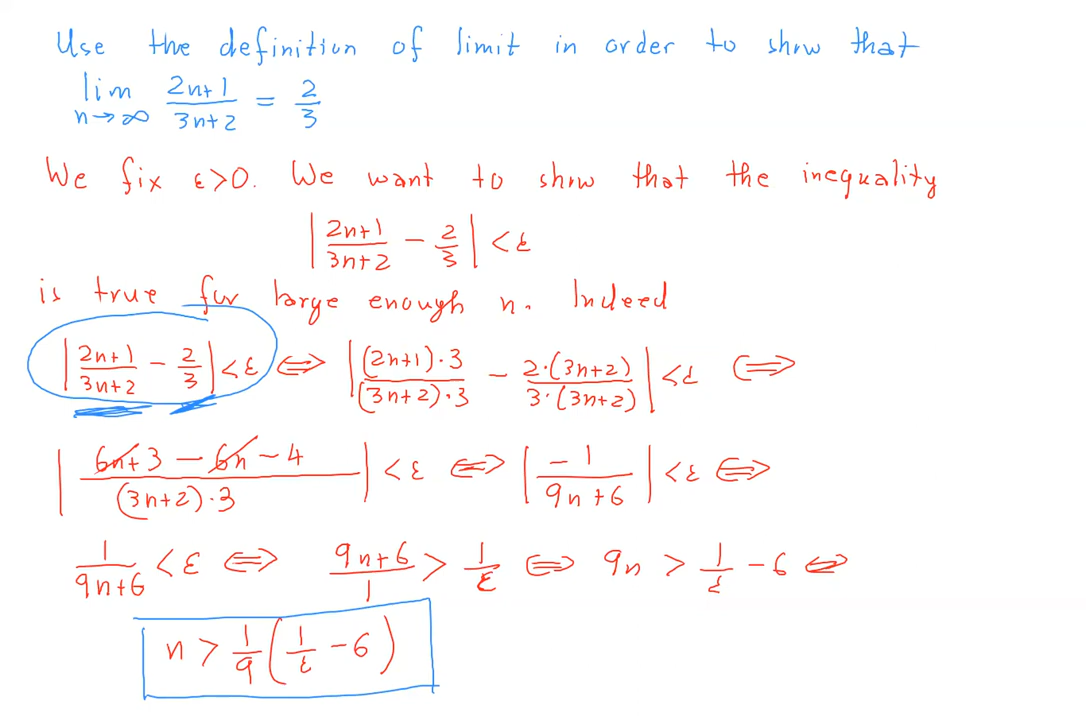 Use the definition of limit in order to show that
lim n→∞ (2n+1)/(3n+2) = 2/3
We fix ε>0. We want to show that the inequality
|(2n+1)/(3n+2) − 2/3| < ε
is true for large enough n. Indeed
|(2n+1)/(3n+2) − 2/3| < ε ⟺ |((2n+1)·3)/((3n+2)·3) − (2·(3n+2))/(3·(3n+2))| < ε ⟺
|(6n+3−6n−4)/((3n+2)·3)| < ε ⟺ |−1/(9n+6)| < ε ⟺
1/(9n+6) < ε ⟺ (9n+6)/1 > 1/ε ⟺ 9n > 1/ε − 6 ⟺
n > 1/9 (1/ε − 6)